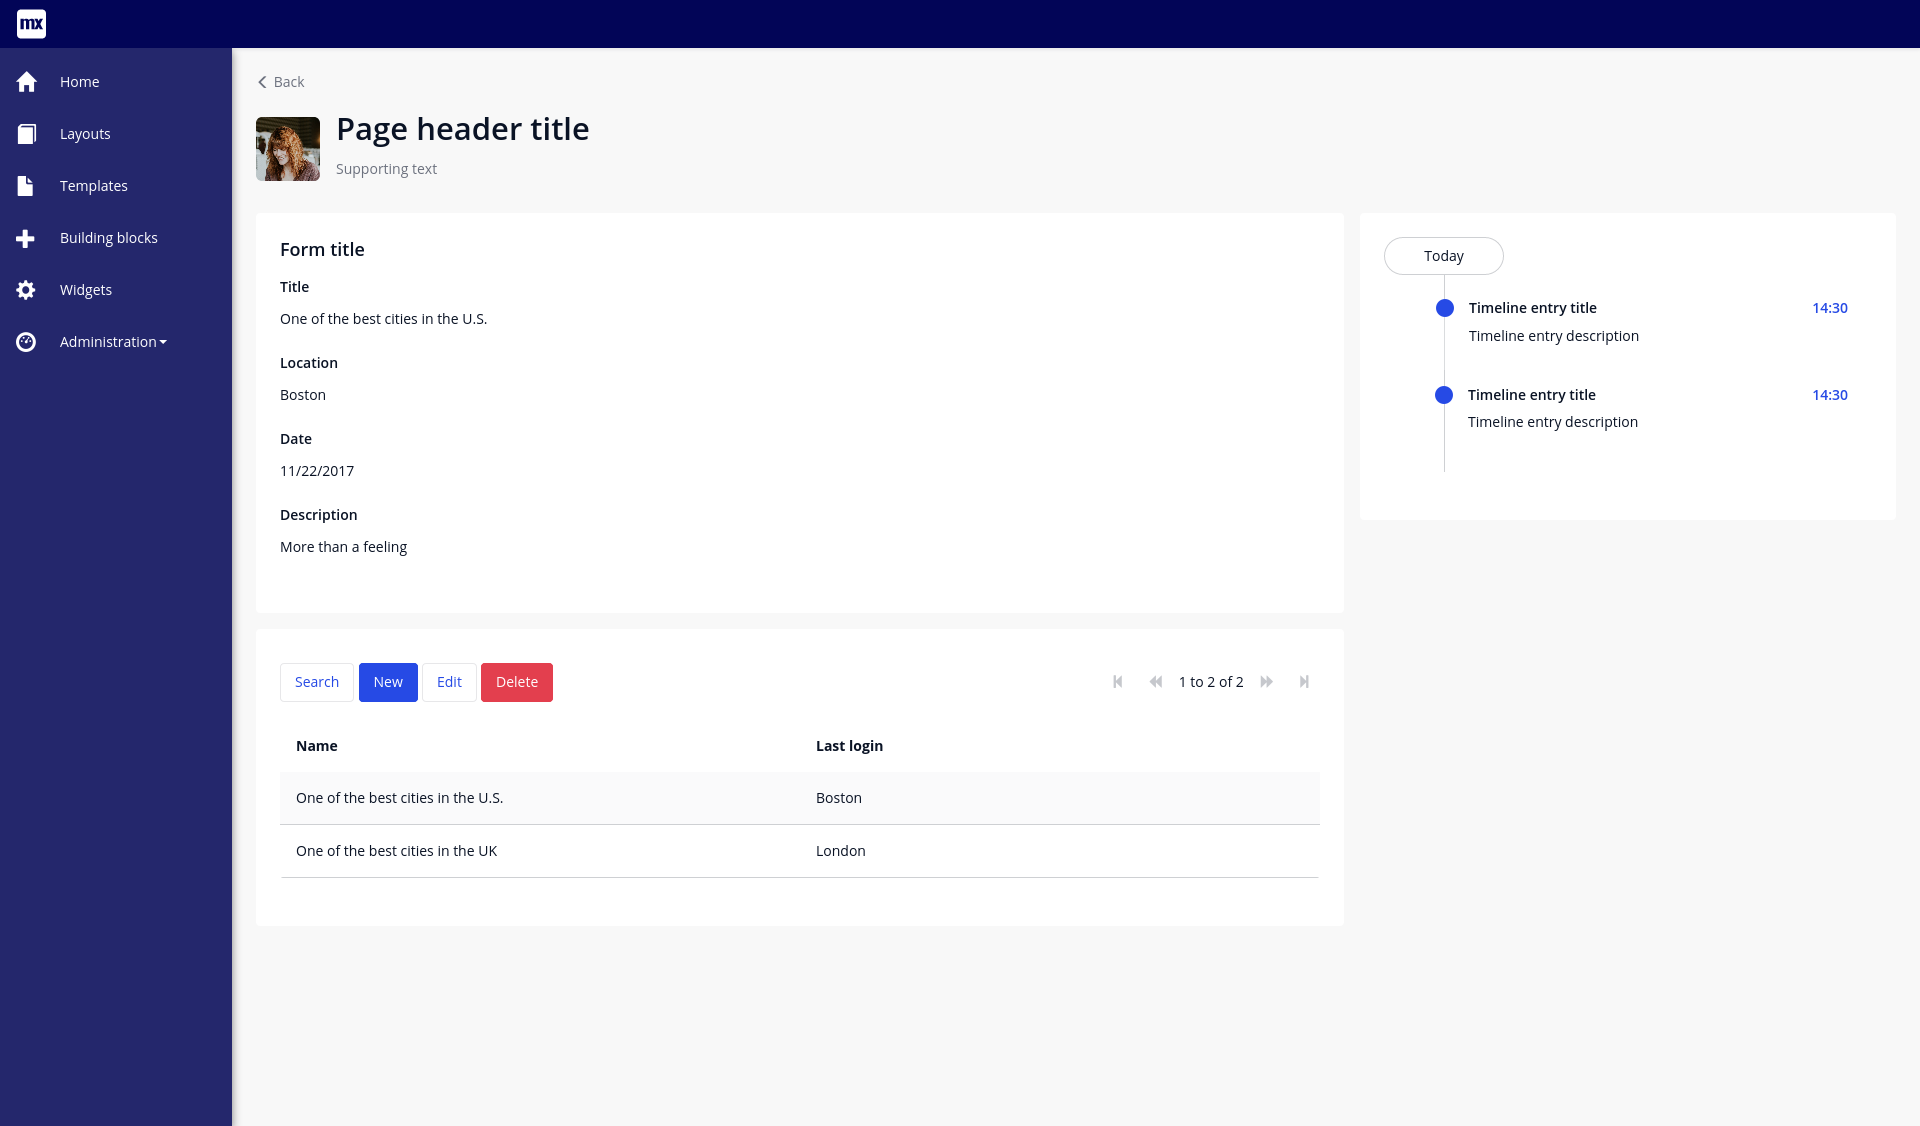 mx
Home
Layouts
Templates
Building blocks
Widgets
Administration
Back
Page header title
Supporting text
Form title
Title
One of the best cities in the U.S.
Location
Boston
Date
11/22/2017
Description
More than a feeling
Today
Timeline entry title 14:30
Timeline entry description
Timeline entry title 14:30
Timeline entry description
Search New Edit Delete 1 to 2 of 2
Name Last login
One of the best cities in the U.S. Boston
One of the best cities in the UK London